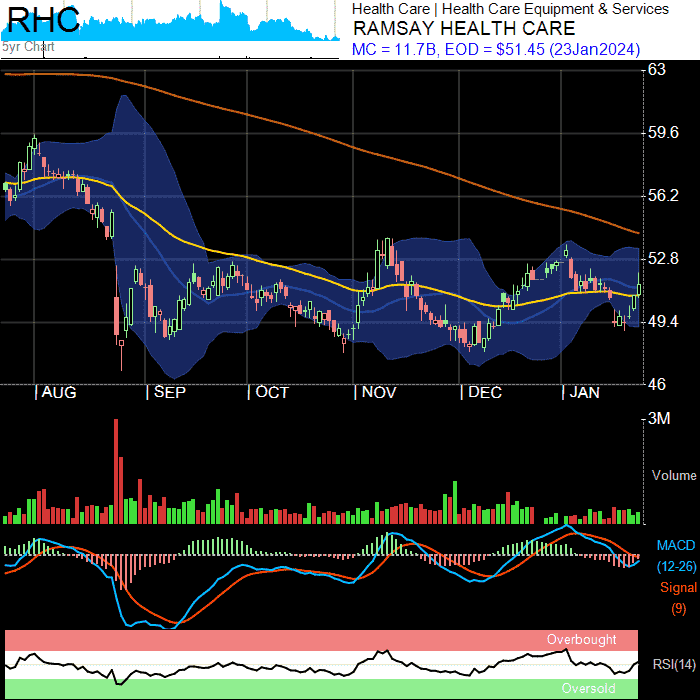 RHC
5yr Chart
Health Care | Health Care Equipment & Services
RAMSAY HEALTH CARE
MC = 11.7B, EOD = $51.45 (23Jan2024)
63
59.6
56.2
52.8
49.4
46
| AUG | SEP | OCT | NOV | DEC | JAN
3M
Volume
MACD
(12-26)
Signal
(9)
Overbought
RSI(14)
Oversold